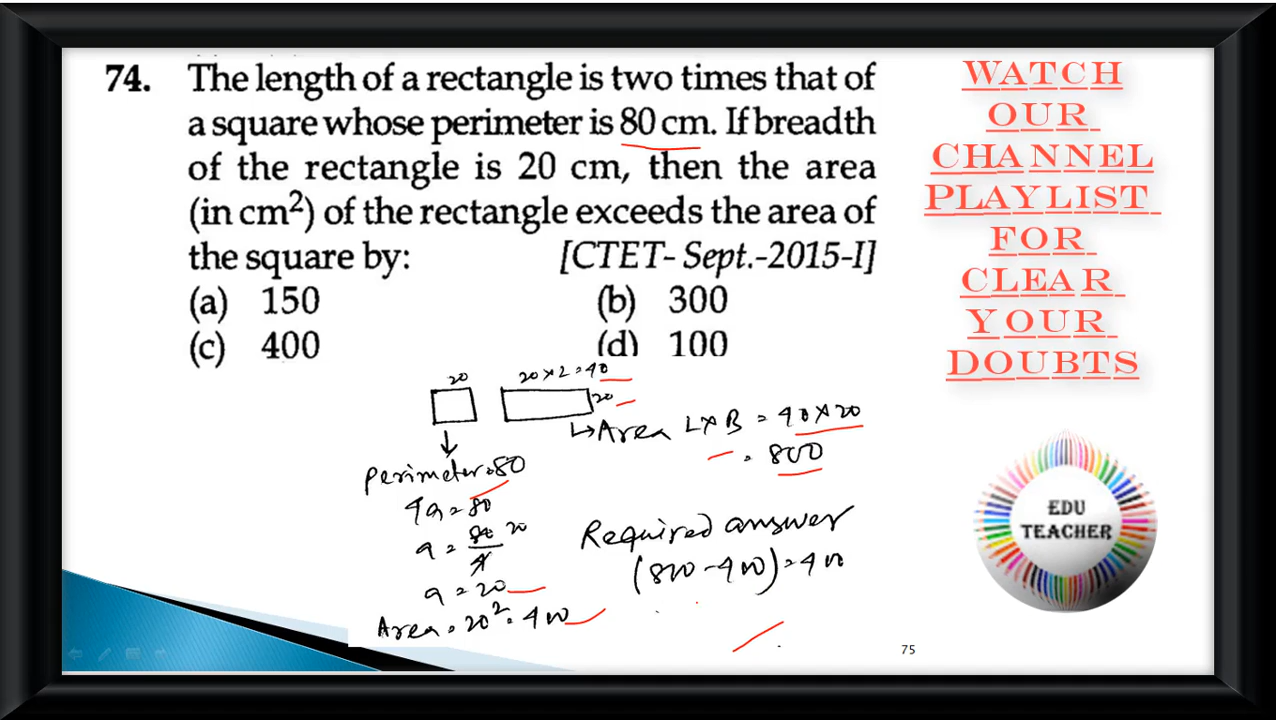 74. The length of a rectangle is two times that of
a square whose perimeter is 80 cm. If breadth
of the rectangle is 20 cm, then the area
(in cm²) of the rectangle exceeds the area of
the square by: [CTET- Sept.-2015-I]
(a) 150 (b) 300
(c) 400 (d) 100
20
20 × 2 = 40
20
Area L × B = 40 × 20
= 800
Perimeter = 80
4a = 80
a = 80/4 20
a = 20
Area = 20² = 400
Required answer
(800 - 400) = 400
WATCH
OUR
CHANNEL
PLAYLIST
FOR
CLEAR
YOUR
DOUBTS
EDU
TEACHER
75